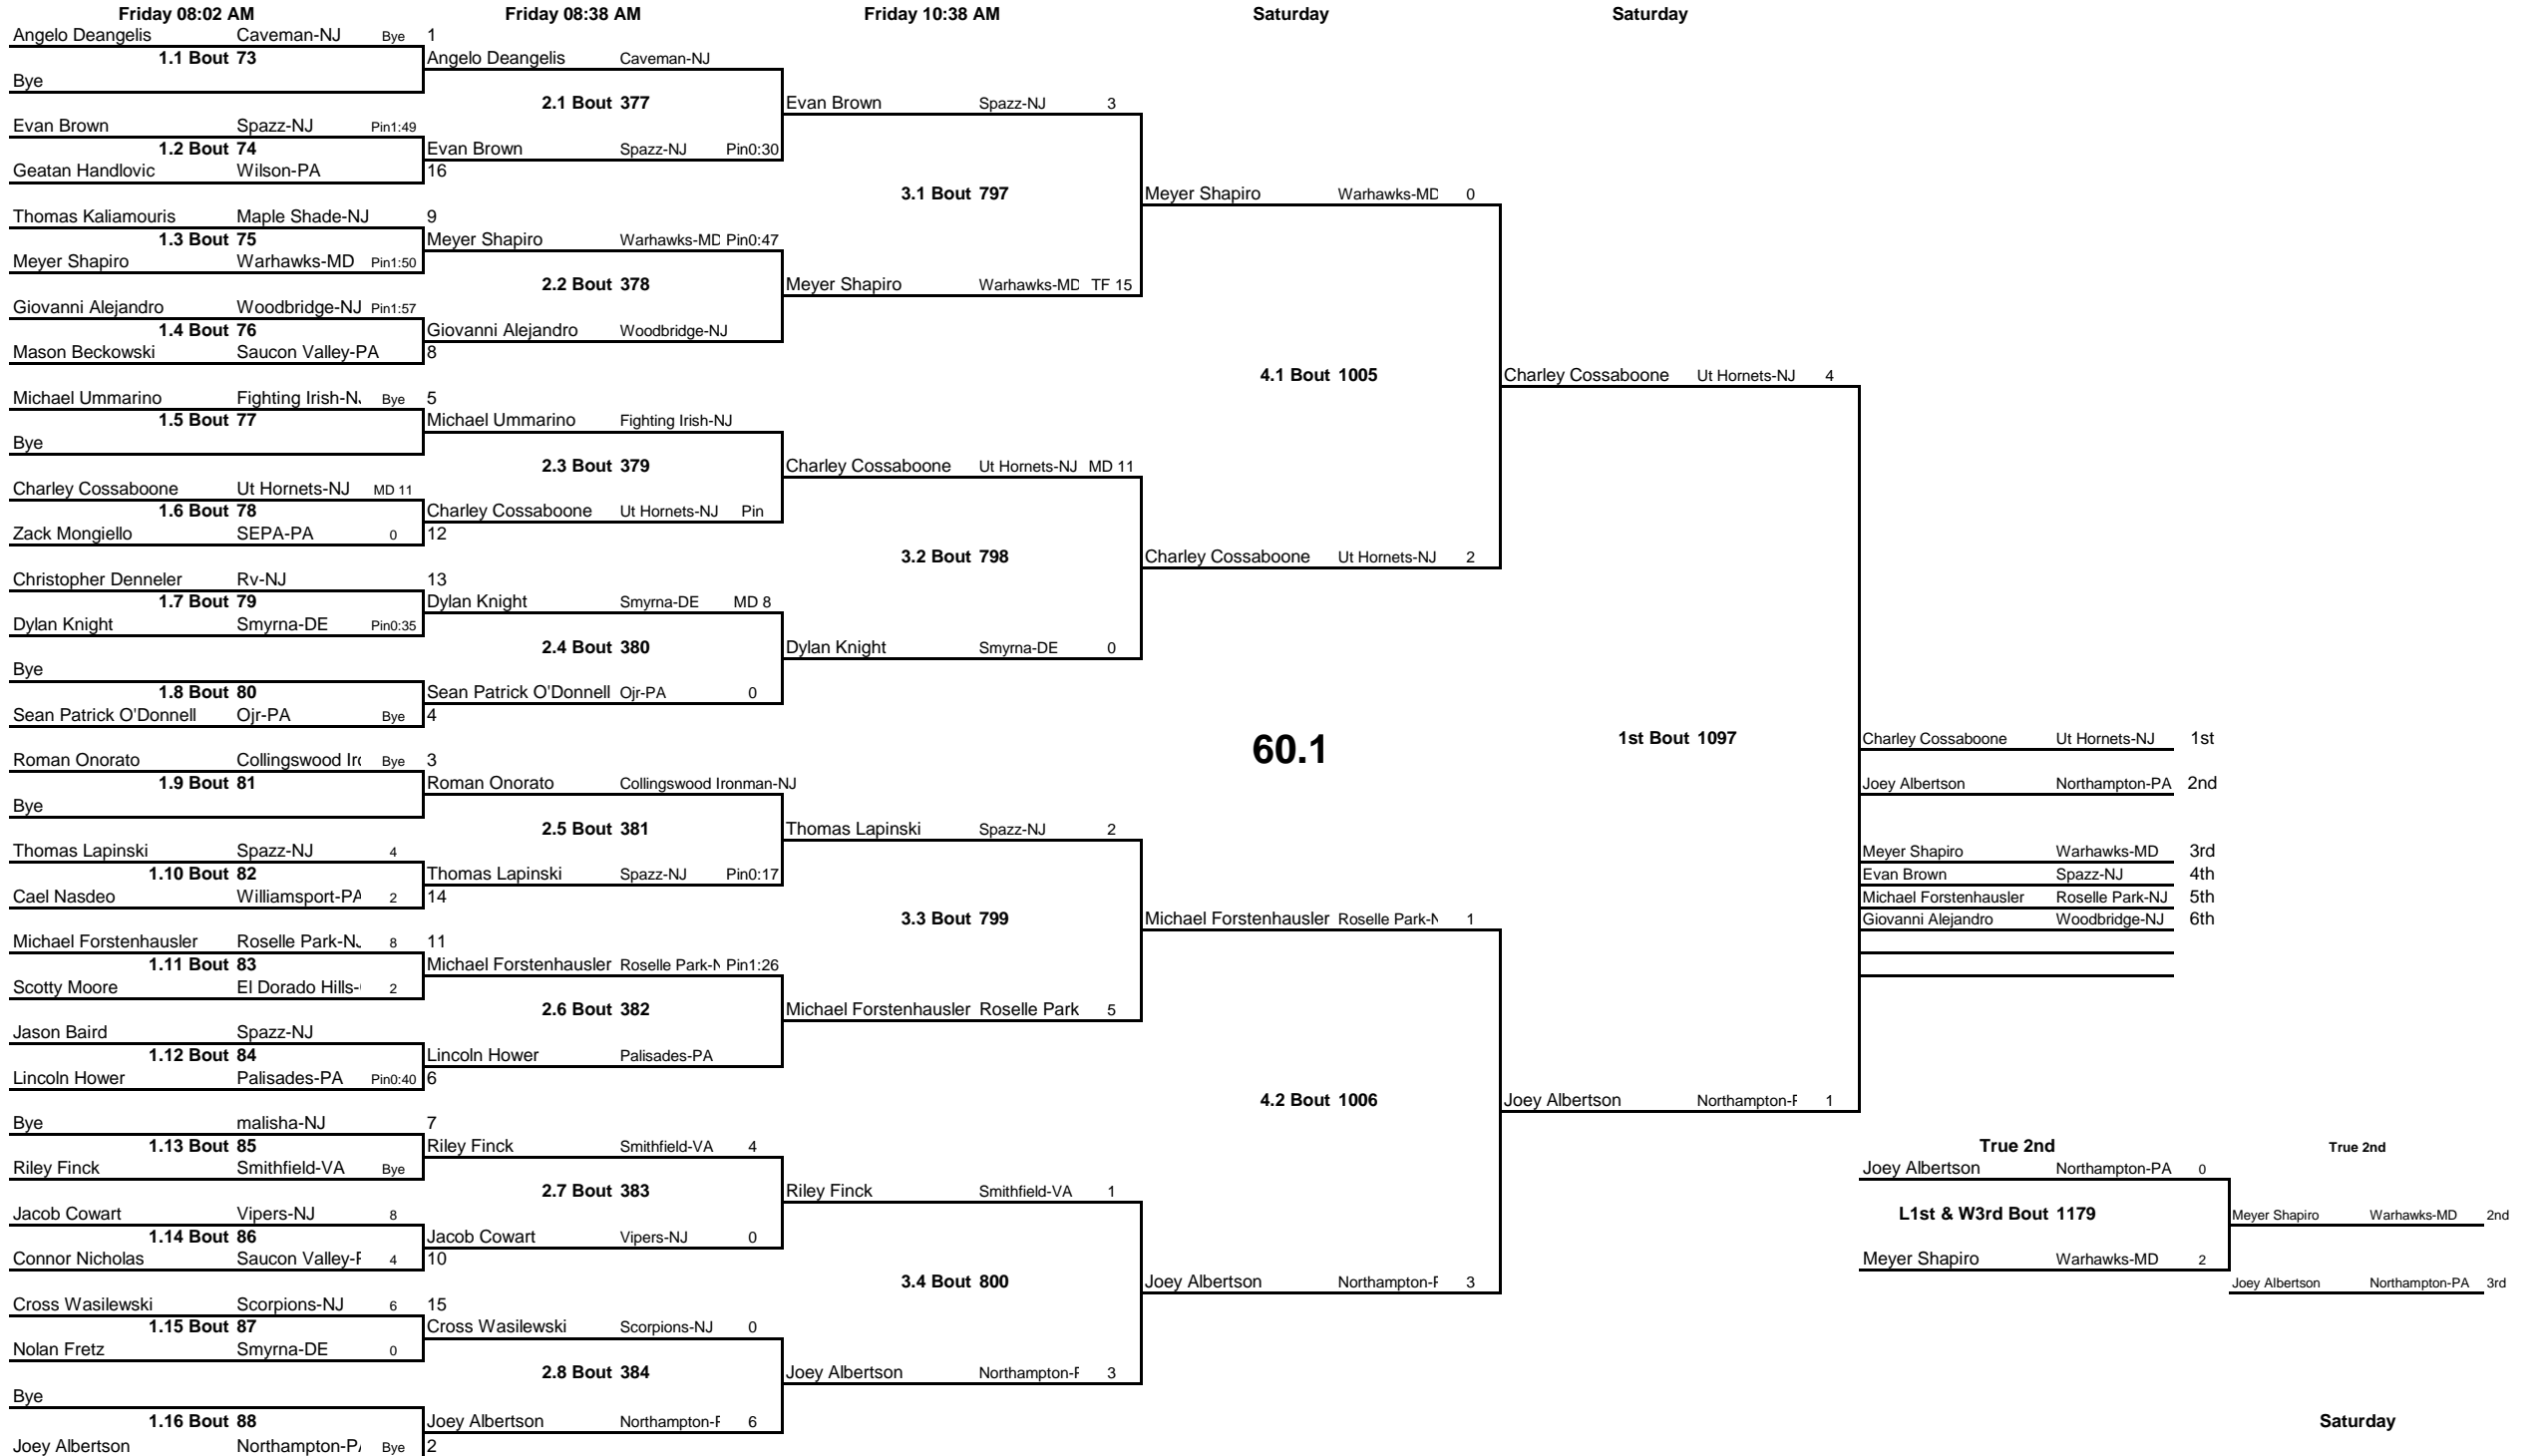 Friday 08:02 AM Friday 08:38 AM Friday 10:38 AM Saturday Saturday
Angelo Deangelis Caveman-NJ Bye 1
1.1 Bout 73 Angelo Deangelis Caveman-NJ
Bye
2.1 Bout 377 Evan Brown Spazz-NJ 3
Evan Brown Spazz-NJ Pin1:49
1.2 Bout 74 Evan Brown Spazz-NJ Pin0:30
Geatan Handlovic Wilson-PA 16
3.1 Bout 797 Meyer Shapiro Warhawks-MD 0
Thomas Kaliamouris Maple Shade-NJ 9
1.3 Bout 75 Meyer Shapiro Warhawks-MD Pin0:47
Meyer Shapiro Warhawks-MD Pin1:50
2.2 Bout 378 Meyer Shapiro Warhawks-MD TF 15
Giovanni Alejandro Woodbridge-NJ Pin1:57
1.4 Bout 76 Giovanni Alejandro Woodbridge-NJ
Mason Beckowski Saucon Valley-PA 8
4.1 Bout 1005 Charley Cossaboone Ut Hornets-NJ 4
Michael Ummarino Fighting Irish-N Bye 5
1.5 Bout 77 Michael Ummarino Fighting Irish-NJ
Bye
2.3 Bout 379 Charley Cossaboone Ut Hornets-NJ MD 11
Charley Cossaboone Ut Hornets-NJ MD 11
1.6 Bout 78 Charley Cossaboone Ut Hornets-NJ Pin
Zack Mongiello SEPA-PA 0 12
3.2 Bout 798 Charley Cossaboone Ut Hornets-NJ 2
Christopher Denneler Rv-NJ 13
1.7 Bout 79 Dylan Knight Smyrna-DE MD 8
Dylan Knight Smyrna-DE Pin0:35
2.4 Bout 380 Dylan Knight Smyrna-DE 0
Bye
1.8 Bout 80 Sean Patrick O'Donnell Ojr-PA 0
Sean Patrick O'Donnell Ojr-PA Bye 4
60.1 1st Bout 1097 Charley Cossaboone Ut Hornets-NJ 1st
Roman Onorato Collingswood Ir Bye 3
1.9 Bout 81 Roman Onorato Collingswood Ironman-NJ Joey Albertson Northampton-PA 2nd
Bye
2.5 Bout 381 Thomas Lapinski Spazz-NJ 2
Thomas Lapinski Spazz-NJ 4 Meyer Shapiro Warhawks-MD 3rd
1.10 Bout 82 Thomas Lapinski Spazz-NJ Pin0:17 Evan Brown Spazz-NJ 4th
Cael Nasdeo Williamsport-PA 2 14 Michael Forstenhausler Roselle Park-NJ 5th
3.3 Bout 799 Michael Forstenhausler Roselle Park-N 1 Giovanni Alejandro Woodbridge-NJ 6th
Michael Forstenhausler Roselle Park-NJ 8 11
1.11 Bout 83 Michael Forstenhausler Roselle Park-N Pin1:26
Scotty Moore El Dorado Hills- 2
2.6 Bout 382 Michael Forstenhausler Roselle Park 5
Jason Baird Spazz-NJ
1.12 Bout 84 Lincoln Hower Palisades-PA
Lincoln Hower Palisades-PA Pin0:40 6
4.2 Bout 1006 Joey Albertson Northampton-P 1
Bye malisha-NJ 7
1.13 Bout 85 Riley Finck Smithfield-VA 4 True 2nd True 2nd
Riley Finck Smithfield-VA Bye Joey Albertson Northampton-PA 0
2.7 Bout 383 Riley Finck Smithfield-VA 1
Jacob Cowart Vipers-NJ 8 L1st & W3rd Bout 1179 Meyer Shapiro Warhawks-MD 2nd
1.14 Bout 86 Jacob Cowart Vipers-NJ 0
Connor Nicholas Saucon Valley-P 4 10 Meyer Shapiro Warhawks-MD 2
3.4 Bout 800 Joey Albertson Northampton-P 3 Joey Albertson Northampton-PA 3rd
Cross Wasilewski Scorpions-NJ 6 15
1.15 Bout 87 Cross Wasilewski Scorpions-NJ 0
Nolan Fretz Smyrna-DE 0
2.8 Bout 384 Joey Albertson Northampton-P 3
Bye
1.16 Bout 88 Joey Albertson Northampton-P 6 Saturday
Joey Albertson Northampton-PA Bye 2